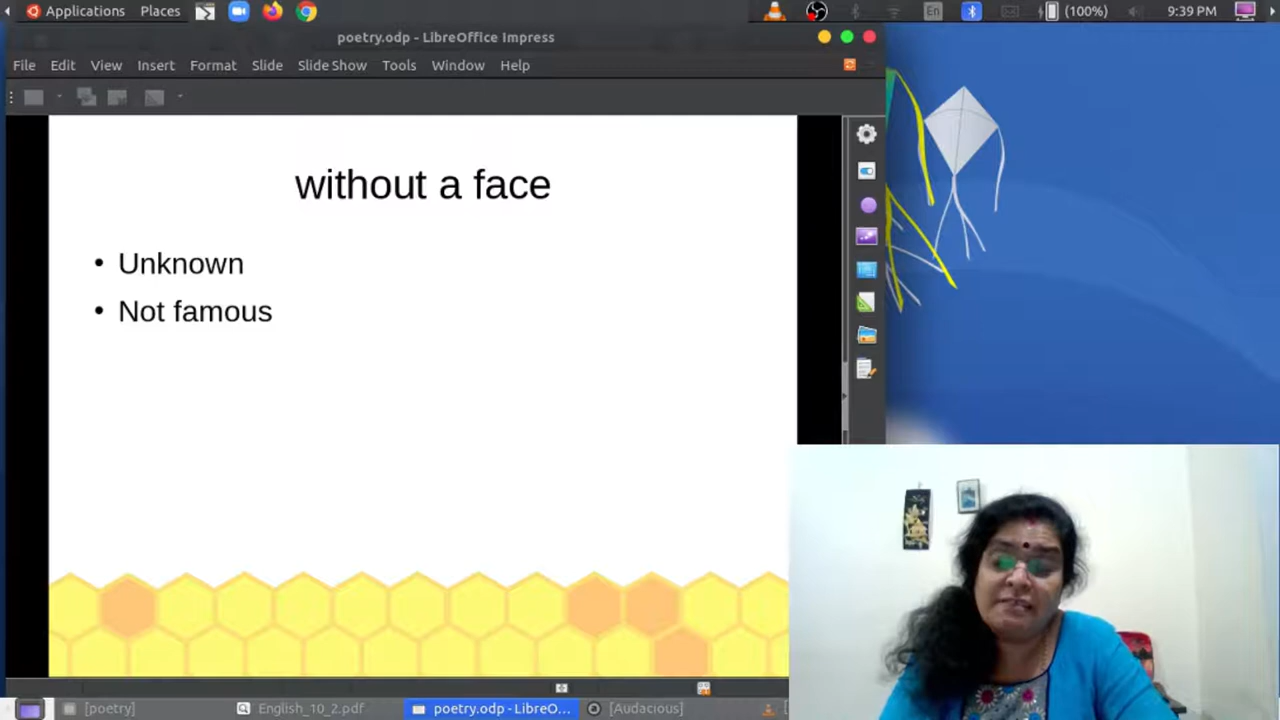 Applications Places En (100%) 9:39 PM
poetry.odp - LibreOffice Impress
File Edit View Insert Format Slide Slide Show Tools Window Help
without a face
• Unknown
• Not famous
[poetry] English_10_2.pdf poetry.odp - LibreO... [Audacious] [